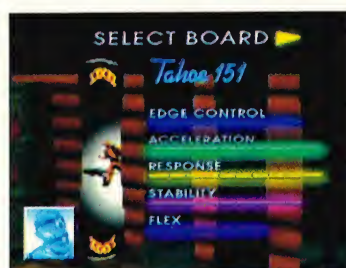 SELECT BOARD
Tahoe 151
EDGE CONTROL
ACCELERATION
RESPONSE
STABILITY
FLEX